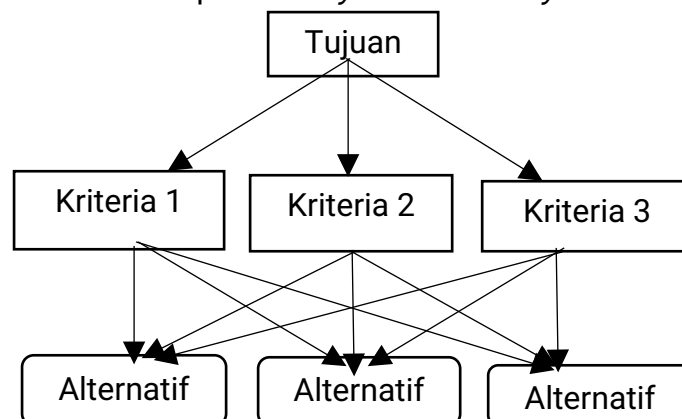 Tujuan
Kriteria 1
Kriteria 2
Kriteria 3
Alternatif
Alternatif
Alternatif